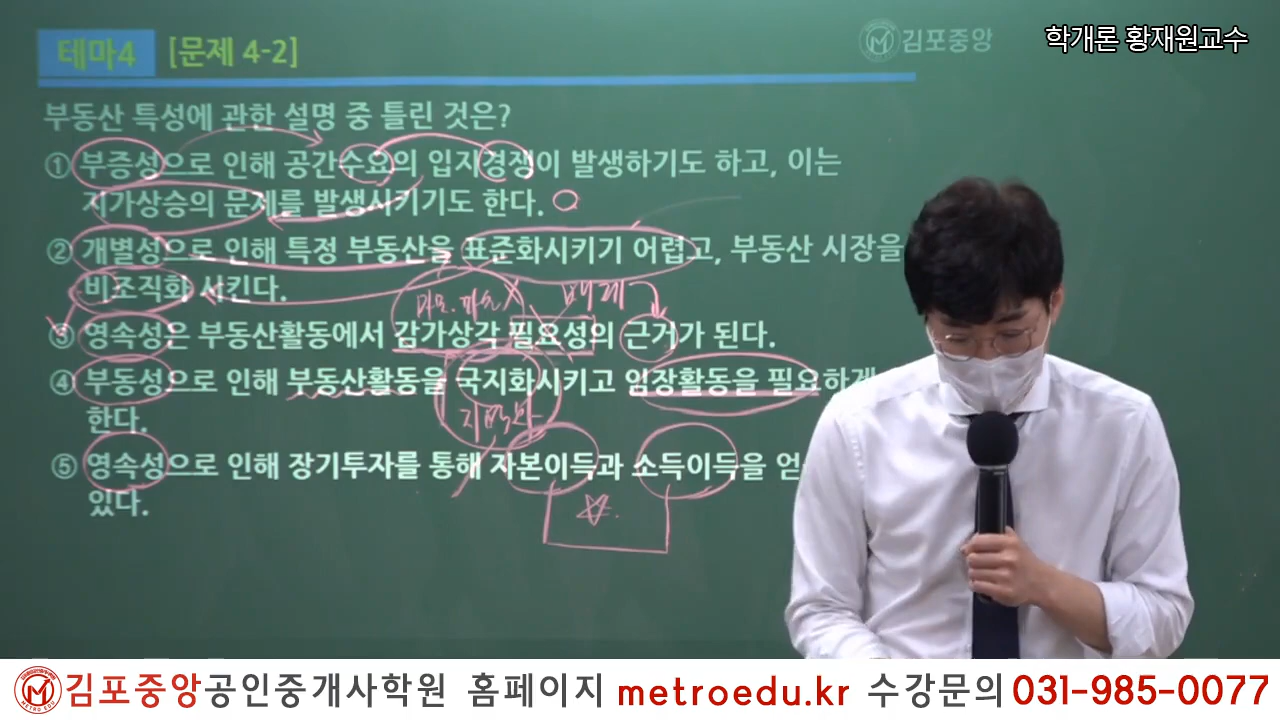 학개론 황재원교수
김포중앙
테마4 [문제 4-2]
부동산 특성에 관한 설명 중 틀린 것은?
① 부증성으로 인해 공간수요의 입지경쟁이 발생하기도 하고, 이는
지가상승의 문제를 발생시키기도 한다.
② 개별성으로 인해 특정 부동산을 표준화시키기 어렵고, 부동산 시장을
비조직화 시킨다.
마모.파손 배제
③ 영속성은 부동산활동에서 감가상각 필요성의 근거가 된다.
④ 부동성으로 인해 부동산활동을 국지화시키고 임장활동을 필요하게
한다.
지역화
⑤ 영속성으로 인해 장기투자를 통해 자본이득과 소득이득을 얻
있다.
김포중앙공인중개사학원 홈페이지 metroedu.kr 수강문의 031-985-0077